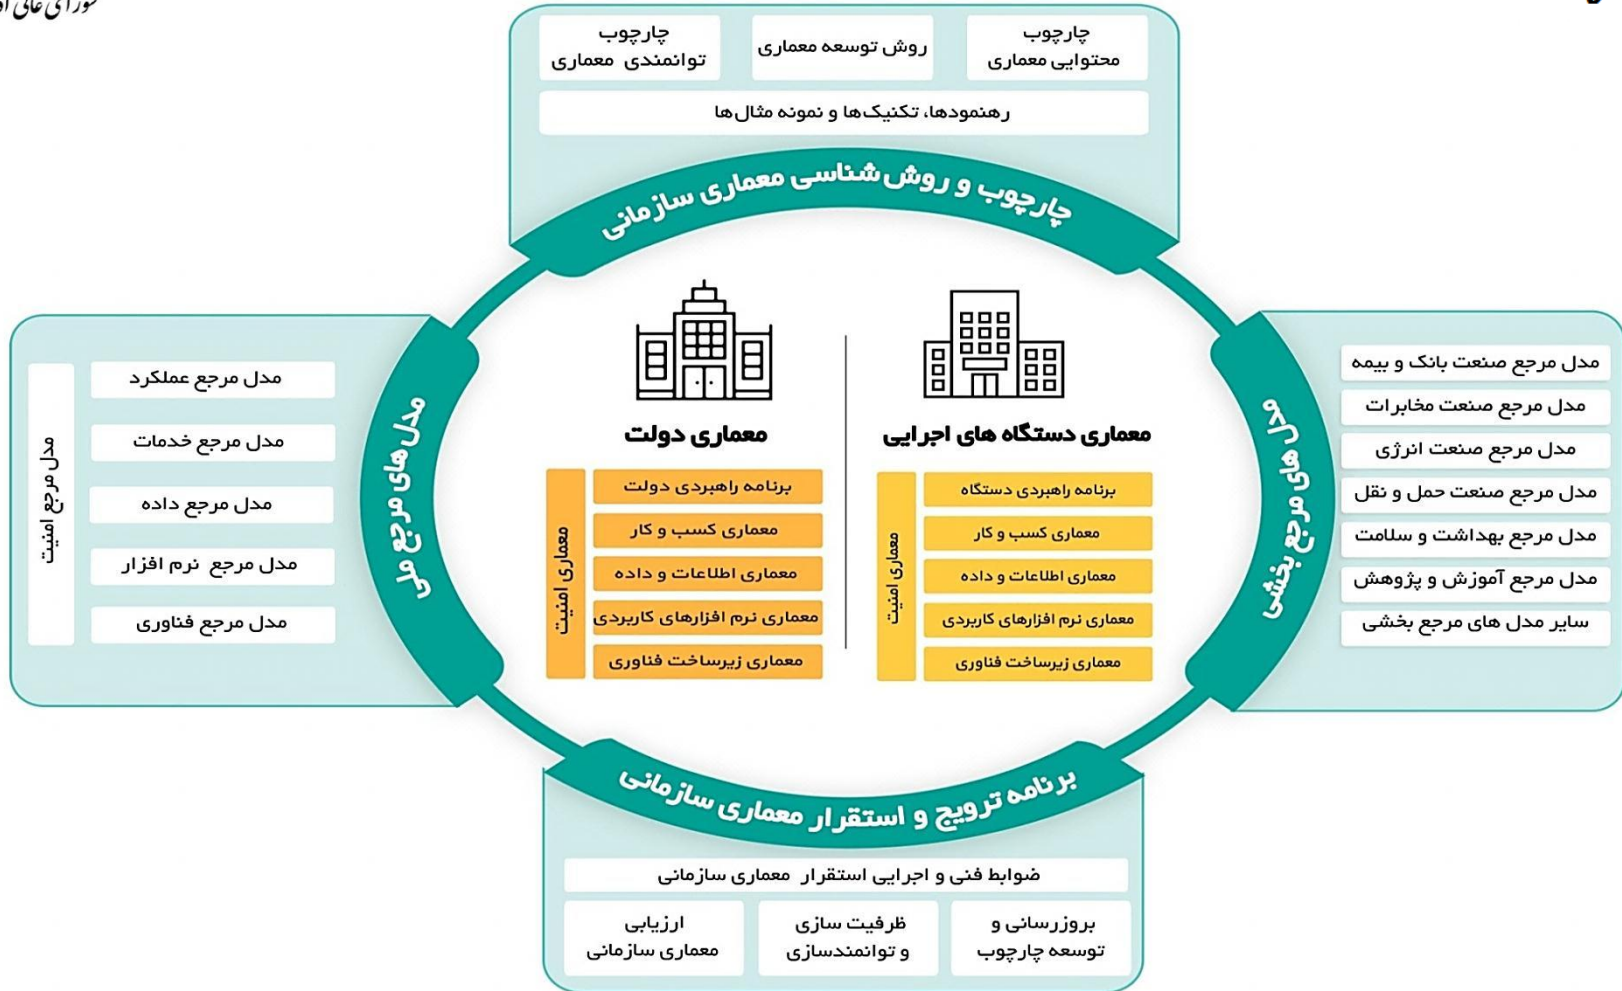 شورای عالی
چارچوب
محتوایی معماری
روش توسعه معماری
چارچوب
توانمندی معماری
رهنمودها، تکنیک‌ها و نمونه مثال‌ها
چارچوب و روش شناسی معماری سازمانی
مدل‌های مرجع بخشی
مدل مرجع صنعت بانک و بیمه
مدل مرجع صنعت مخابرات
مدل مرجع صنعت انرژی
مدل مرجع صنعت حمل و نقل
مدل مرجع بهداشت و سلامت
مدل مرجع آموزش و پژوهش
سایر مدل های مرجع بخشی
معماری دستگاه های اجرایی
برنامه راهبردی دستگاه
معماری کسب و کار
معماری اطلاعات و داده
معماری نرم افزارهای کاربردی
معماری زیرساخت فناوری
معماری امنیت
معماری دولت
برنامه راهبردی دولت
معماری کسب و کار
معماری اطلاعات و داده
معماری نرم افزارهای کاربردی
معماری زیرساخت فناوری
معماری امنیت
مدل‌های مرجع ملی
مدل مرجع عملکرد
مدل مرجع خدمات
مدل مرجع داده
مدل مرجع نرم افزار
مدل مرجع فناوری
مدل مرجع امنیت
برنامه ترویج و استقرار معماری سازمانی
ضوابط فنی و اجرایی استقرار معماری سازمانی
بروزرسانی و
توسعه چارچوب
ظرفیت سازی
و توانمندسازی
ارزیابی
معماری سازمانی